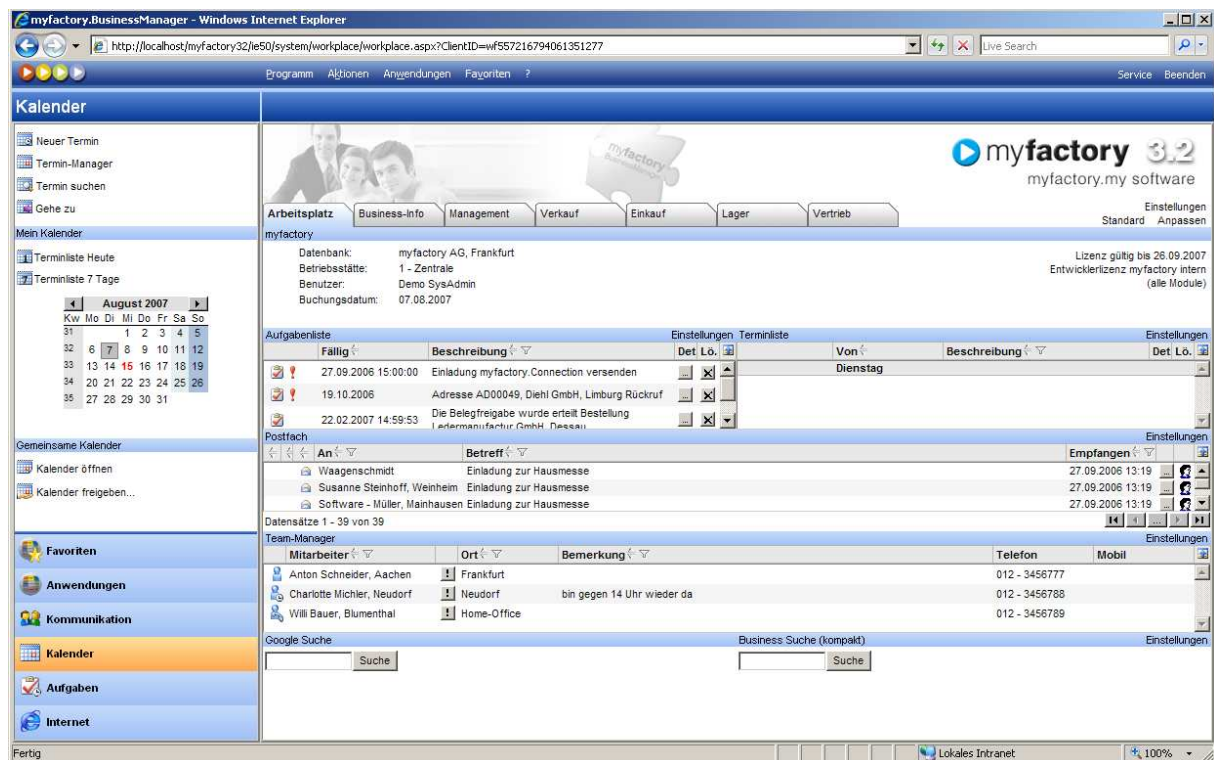 myfactory.BusinessManager - Windows Internet Explorer
http://localhost/myfactory32/ie50/system/workplace/workplace.aspx?ClientID=wf557216794061351277
Live Search
Programm Aktionen Anwendungen Favoriten ?
Service Beenden
Kalender
Neuer Termin
Termin-Manager
Termin suchen
Gehe zu
Mein Kalender
Terminliste Heute
Terminliste 7 Tage
August 2007
Kw Mo Di Mi Do Fr Sa So
31 1 2 3 4 5
32 6 7 8 9 10 11 12
33 13 14 15 16 17 18 19
34 20 21 22 23 24 25 26
35 27 28 29 30 31
Gemeinsame Kalender
Kalender öffnen
Kalender freigeben...
Favoriten
Anwendungen
Kommunikation
Kalender
Aufgaben
Internet
myfactory
BusinessManager
myfactory 3.2
myfactory.my software
Arbeitsplatz Business-Info Management Verkauf Einkauf Lager Vertrieb
Einstellungen
Standard Anpassen
myfactory
Datenbank: myfactory AG, Frankfurt
Betriebsstätte: 1 - Zentrale
Benutzer: Demo SysAdmin
Buchungsdatum: 07.08.2007
Lizenz gültig bis 26.09.2007
Entwicklerlizenz myfactory intern
(alle Module)
Aufgabenliste Einstellungen
Fällig Beschreibung Det Lö.
27.09.2006 15:00:00 Einladung myfactory.Connection versenden ...
19.10.2006 Adresse AD00049, Diehl GmbH, Limburg Rückruf ...
22.02.2007 14:59:53 Die Belegfreigabe wurde erteilt Bestellung ...
Ledermanufactur GmbH, Dessau
Terminliste Einstellungen
Von Beschreibung Det Lö.
Dienstag
Postfach Einstellungen
An Betreff Empfangen
Waagenschmidt Einladung zur Hausmesse 27.09.2006 13:19 ...
Susanne Steinhoff, Weinheim Einladung zur Hausmesse 27.09.2006 13:19 ...
Software - Müller, Mainhausen Einladung zur Hausmesse 27.09.2006 13:19 ...
Datensätze 1 - 39 von 39 ...
Team-Manager Einstellungen
Mitarbeiter Ort Bemerkung Telefon Mobil
Anton Schneider, Aachen ! Frankfurt 012 - 3456777
Charlotte Michler, Neudorf ! Neudorf bin gegen 14 Uhr wieder da 012 - 3456788
Willi Bauer, Blumenthal ! Home-Office 012 - 3456789
Google Suche
Suche
Business Suche (kompakt) Einstellungen
Suche
Fertig
Lokales Intranet
100%